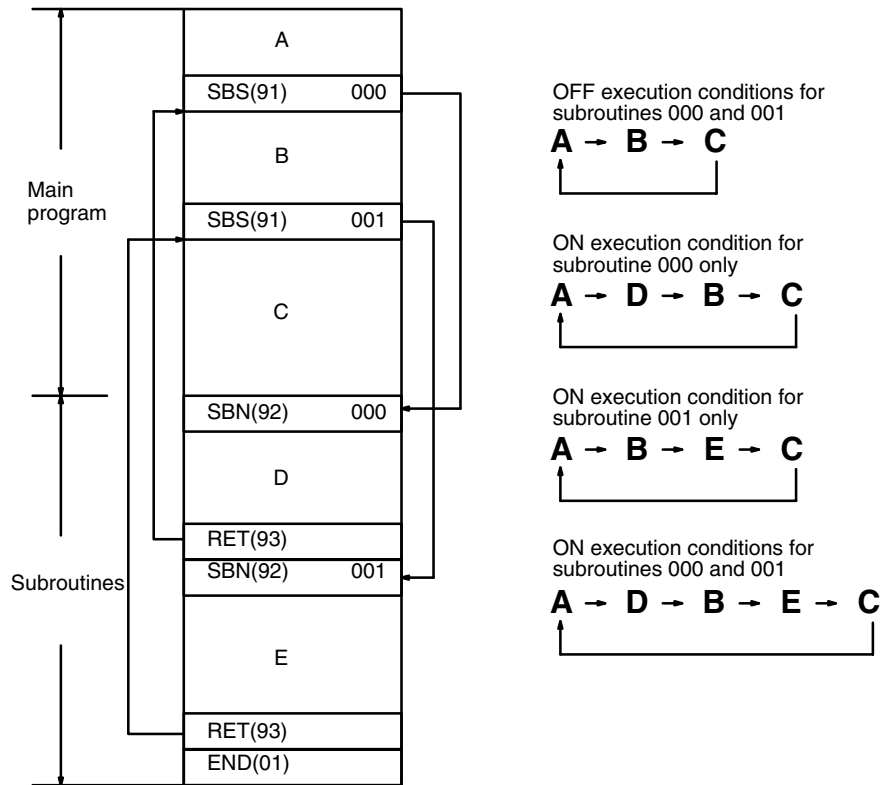 A
SBS(91) 000
B
Main
program
SBS(91) 001
C
SBN(92) 000
D
RET(93)
SBN(92) 001
Subroutines
E
RET(93)
END(01)
OFF execution conditions for
subroutines 000 and 001
A → B → C
ON execution condition for
subroutine 000 only
A → D → B → C
ON execution condition for
subroutine 001 only
A → B → E → C
ON execution conditions for
subroutines 000 and 001
A → D → B → E → C